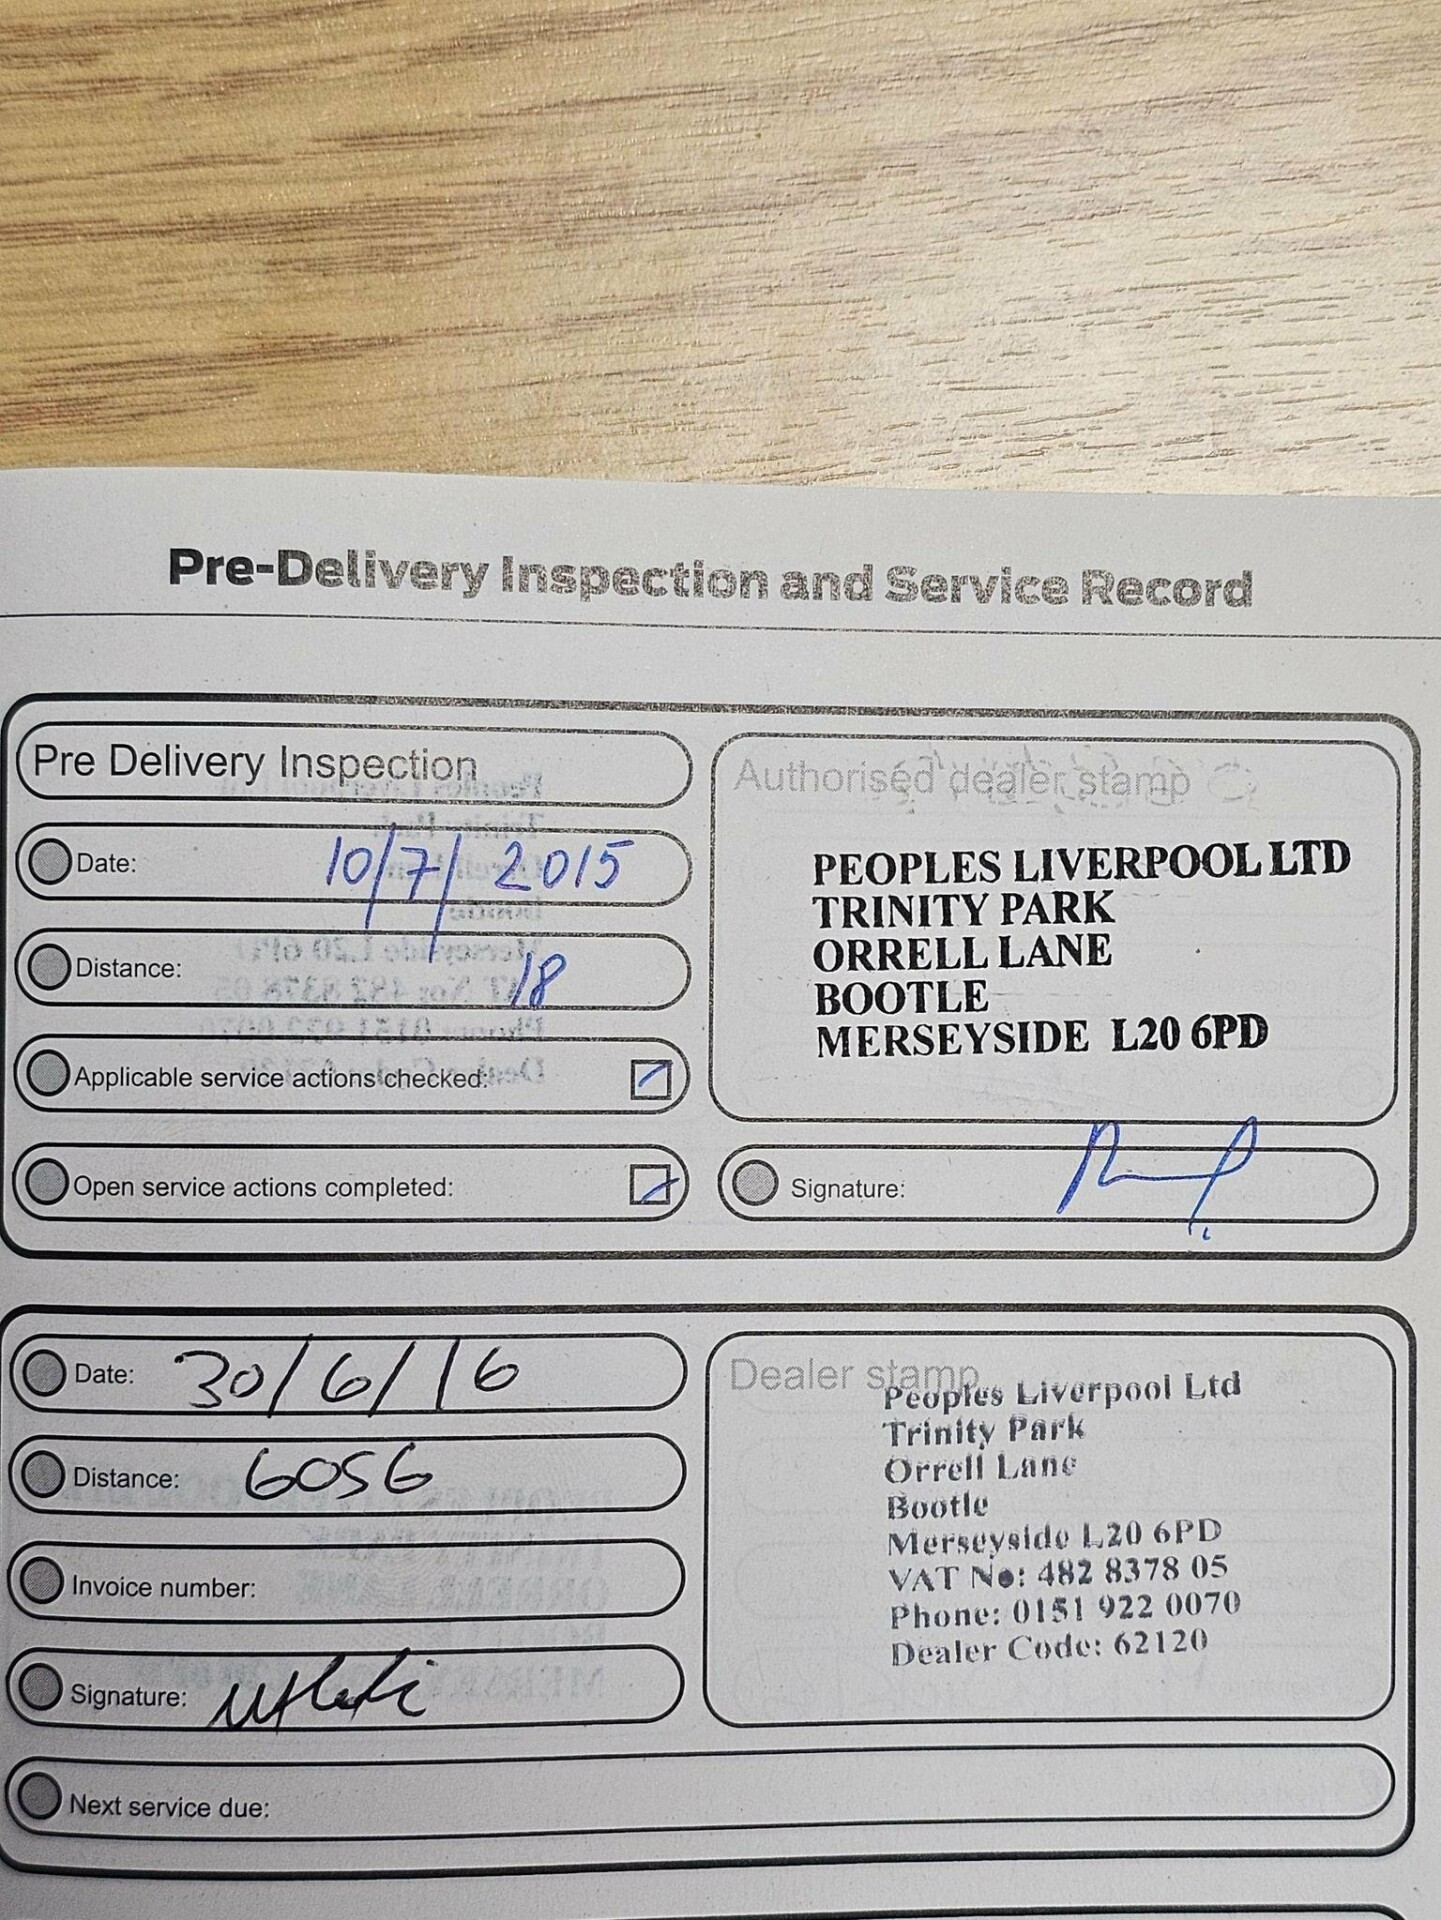 Pre-Delivery Inspection and Service Record
Pre Delivery Inspection
Date: 10/7/2015
Distance: 18
Applicable service actions checked:
Open service actions completed:
Authorised dealer stamp
PEOPLES LIVERPOOL LTD
TRINITY PARK
ORRELL LANE
BOOTLE
MERSEYSIDE L20 6PD
Signature:
Date: 30/6/16
Distance: 6056
Invoice number:
Signature:
Dealer stamp
Peoples Liverpool Ltd
Trinity Park
Orrell Lane
Bootle
Merseyside L20 6PD
VAT No: 482 8378 05
Phone: 0151 922 0070
Dealer Code: 62120
Next service due: